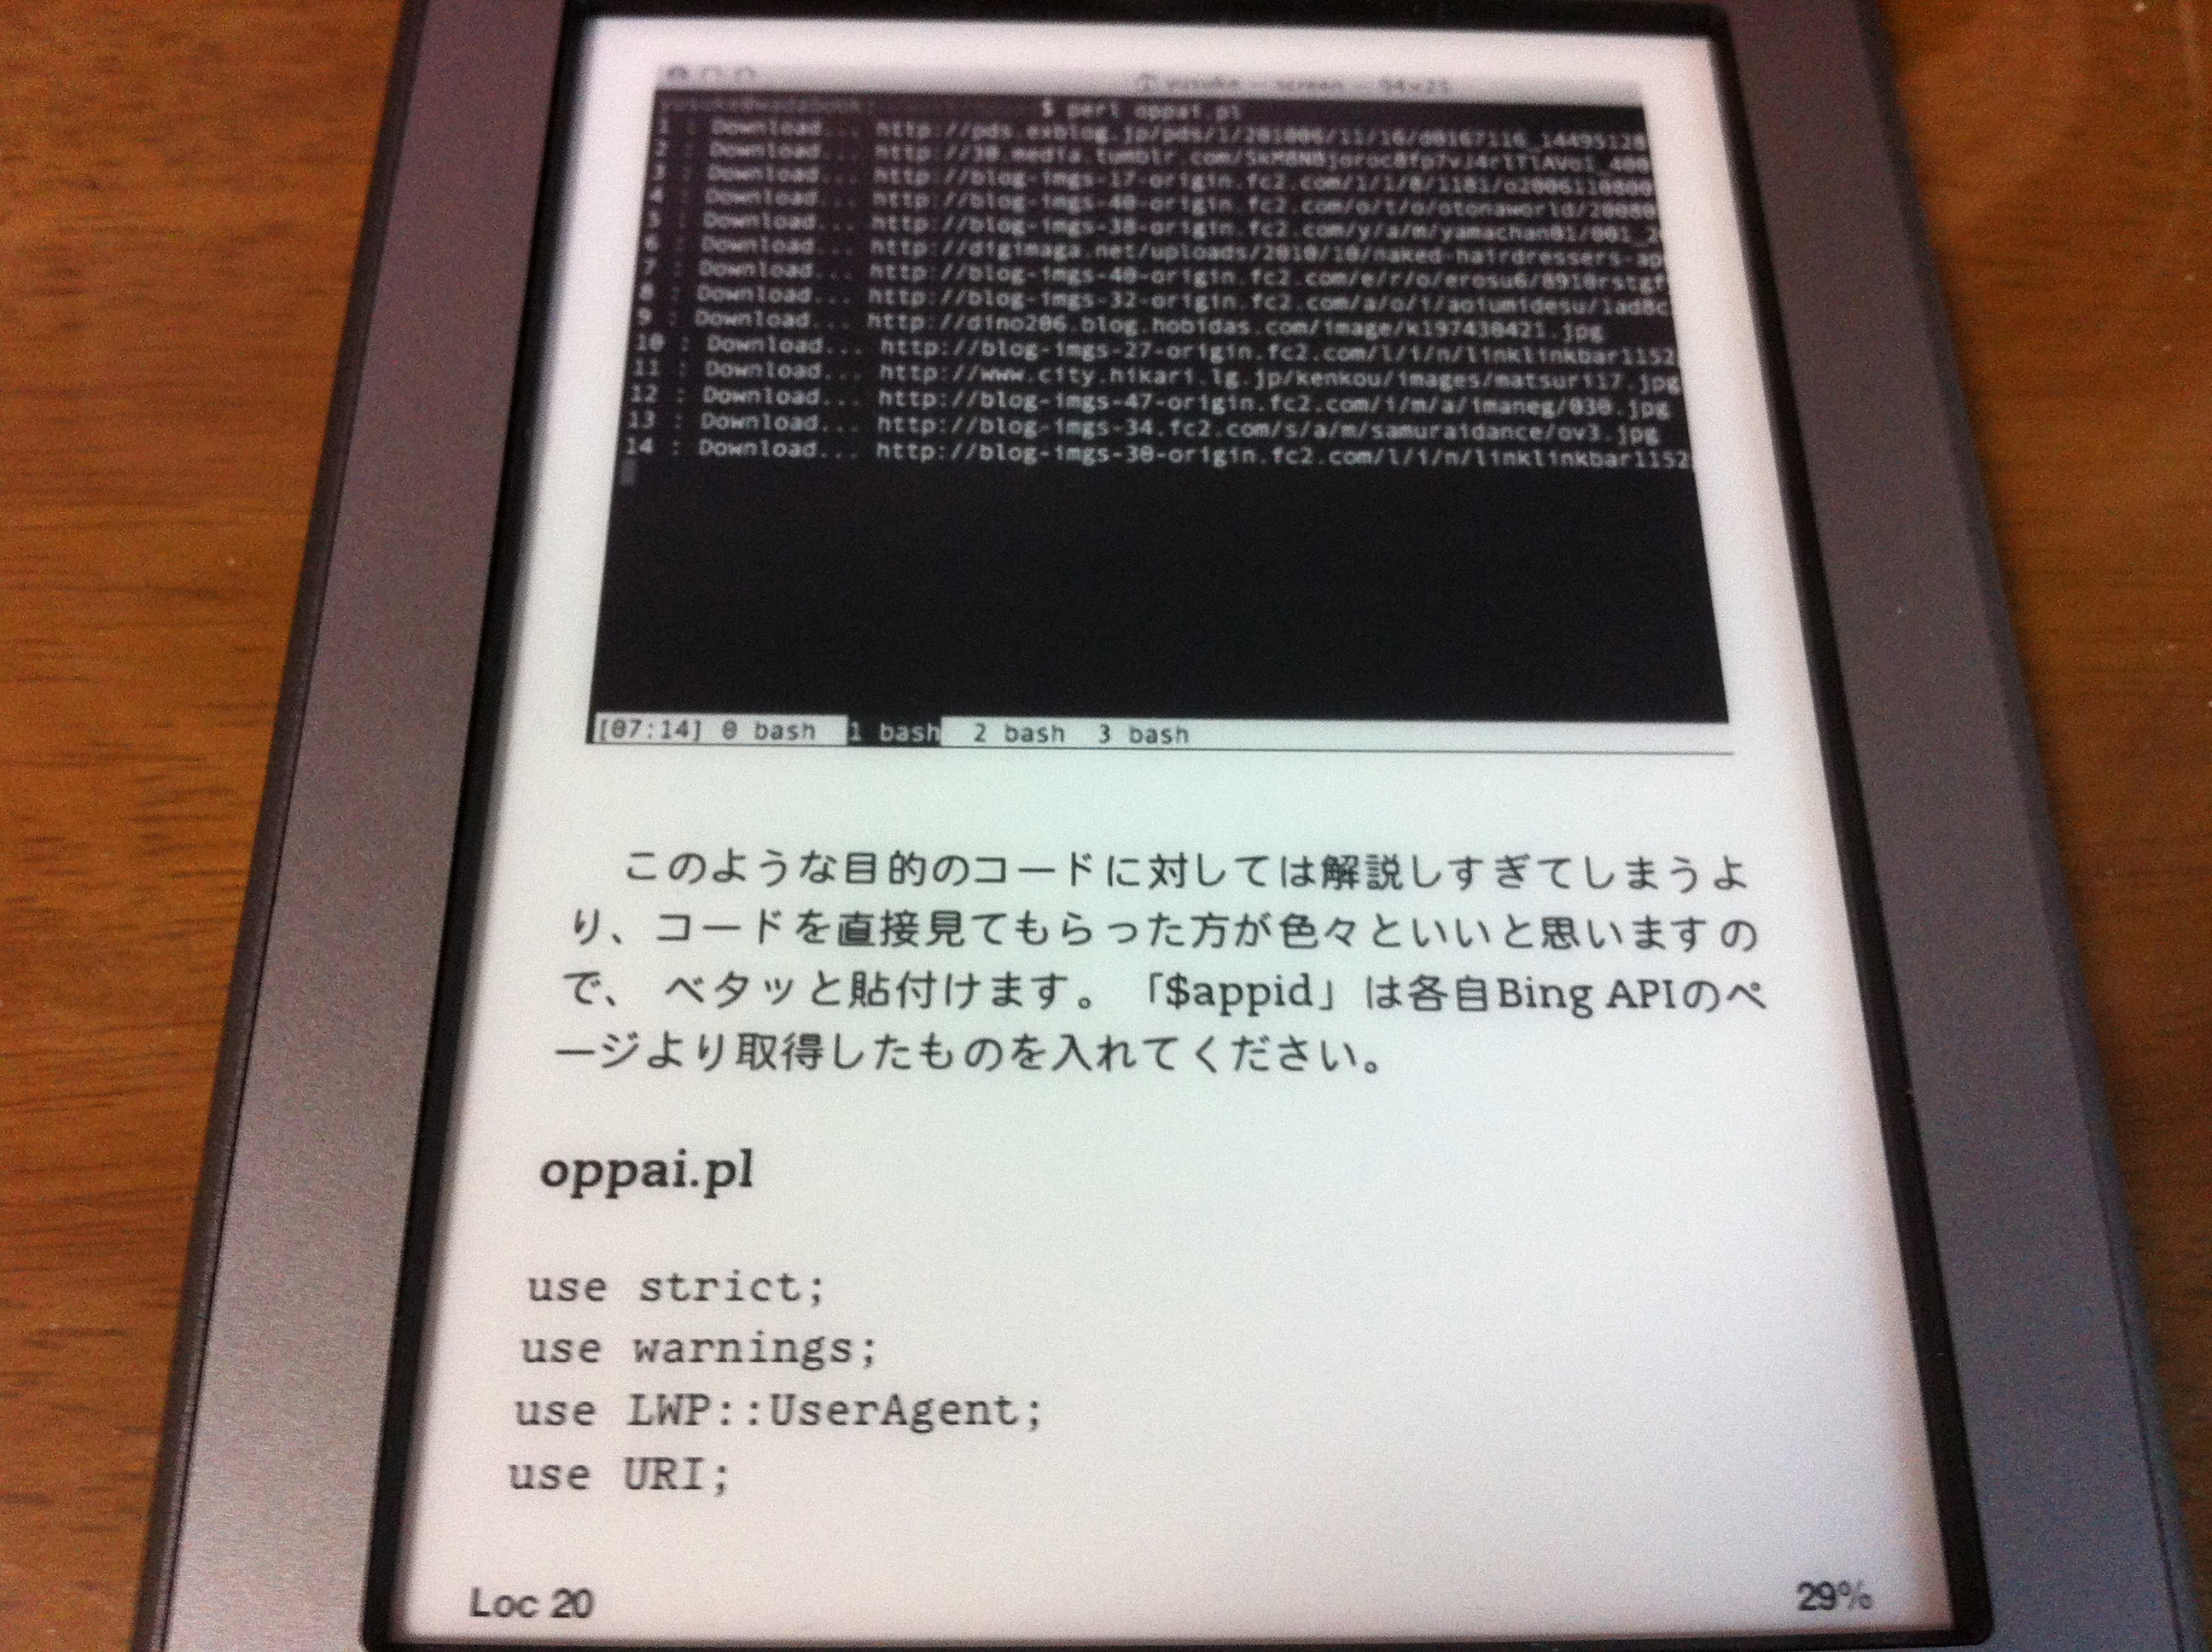 yusuke — screen — 94×25
$ perl oppai.pl
1 : Download... http://pds.exblog.jp/pds/1/201006/11/16/d0167116_14495128
2 : Download... http://30.media.tumblr.com/
3 : Download... http://blog-imgs-17-origin.fc2.com/1/1/8/1181/o2006110800
4 : Download... http://blog-imgs-40-origin.fc2.com/o/t/o/otonaworld/20080
5 : Download... http://blog-imgs-38-origin.fc2.com/y/a/m/yamachan01/001_2
6 : Download... http://digimaga.net/uploads/2010/10/naked-hairdressers-ap
7 : Download... http://blog-imgs-40-origin.fc2.com/e/r/o/erosu6/8910rstgf
8 : Download... http://blog-imgs-32-origin.fc2.com/a/o/i/aoiumidesu/1ad8c
9 : Download... http://dino206.blog.hobidas.com/image/k197430421.jpg
10 : Download... http://blog-imgs-27-origin.fc2.com/l/i/n/linklinkbar1152
11 : Download... http://www.city.hikari.lg.jp/kenkou/images/matsuri17.jpg
12 : Download... http://blog-imgs-47-origin.fc2.com/i/m/a/imaneg/030.jpg
13 : Download... http://blog-imgs-34.fc2.com/s/a/m/samuraidance/ov3.jpg
14 : Download... http://blog-imgs-30-origin.fc2.com/l/i/n/linklinkbar1152
[07:14] 0 bash 1 bash 2 bash 3 bash
このような目的のコードに対しては解説しすぎてしまうよ
り、コードを直接見てもらった方が色々といいと思いますの
で、 ベタッと貼付けます。「$appid」は各自Bing APIのペ
ージより取得したものを入れてください。
oppai.pl
use strict;
use warnings;
use LWP::UserAgent;
use URI;
Loc 20
29%